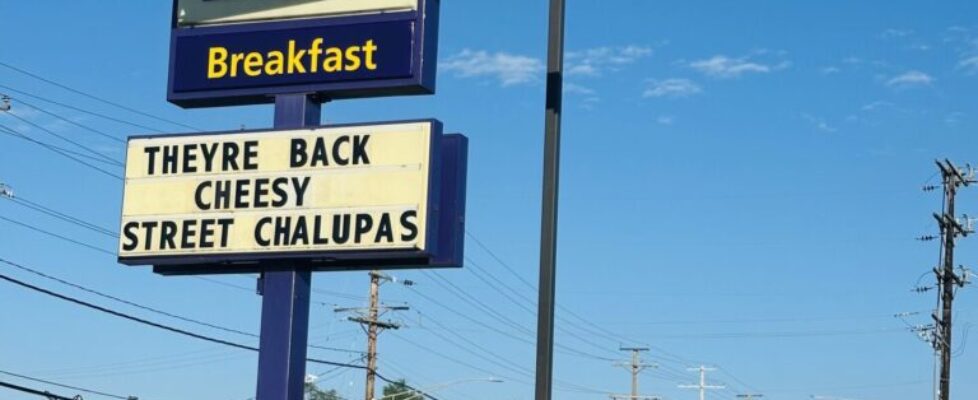 Breakfast
THEYRE BACK
CHEESY
STREET CHALUPAS